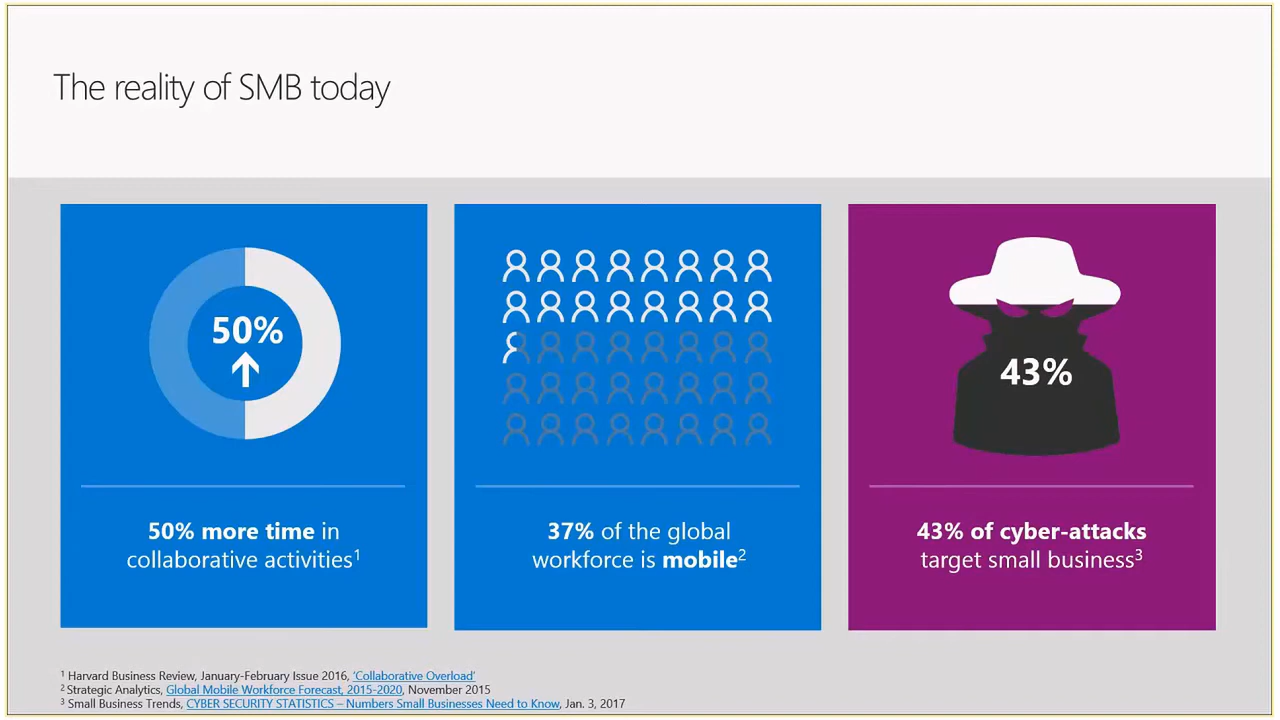 The reality of SMB today
50%
50% more time in
collaborative activities¹
37% of the global
workforce is mobile²
43%
43% of cyber-attacks
target small business³
¹ Harvard Business Review, January-February Issue 2016, ‘Collaborative Overload’
² Strategic Analytics, Global Mobile Workforce Forecast, 2015-2020, November 2015
³ Small Business Trends, CYBER SECURITY STATISTICS – Numbers Small Businesses Need to Know, Jan. 3, 2017